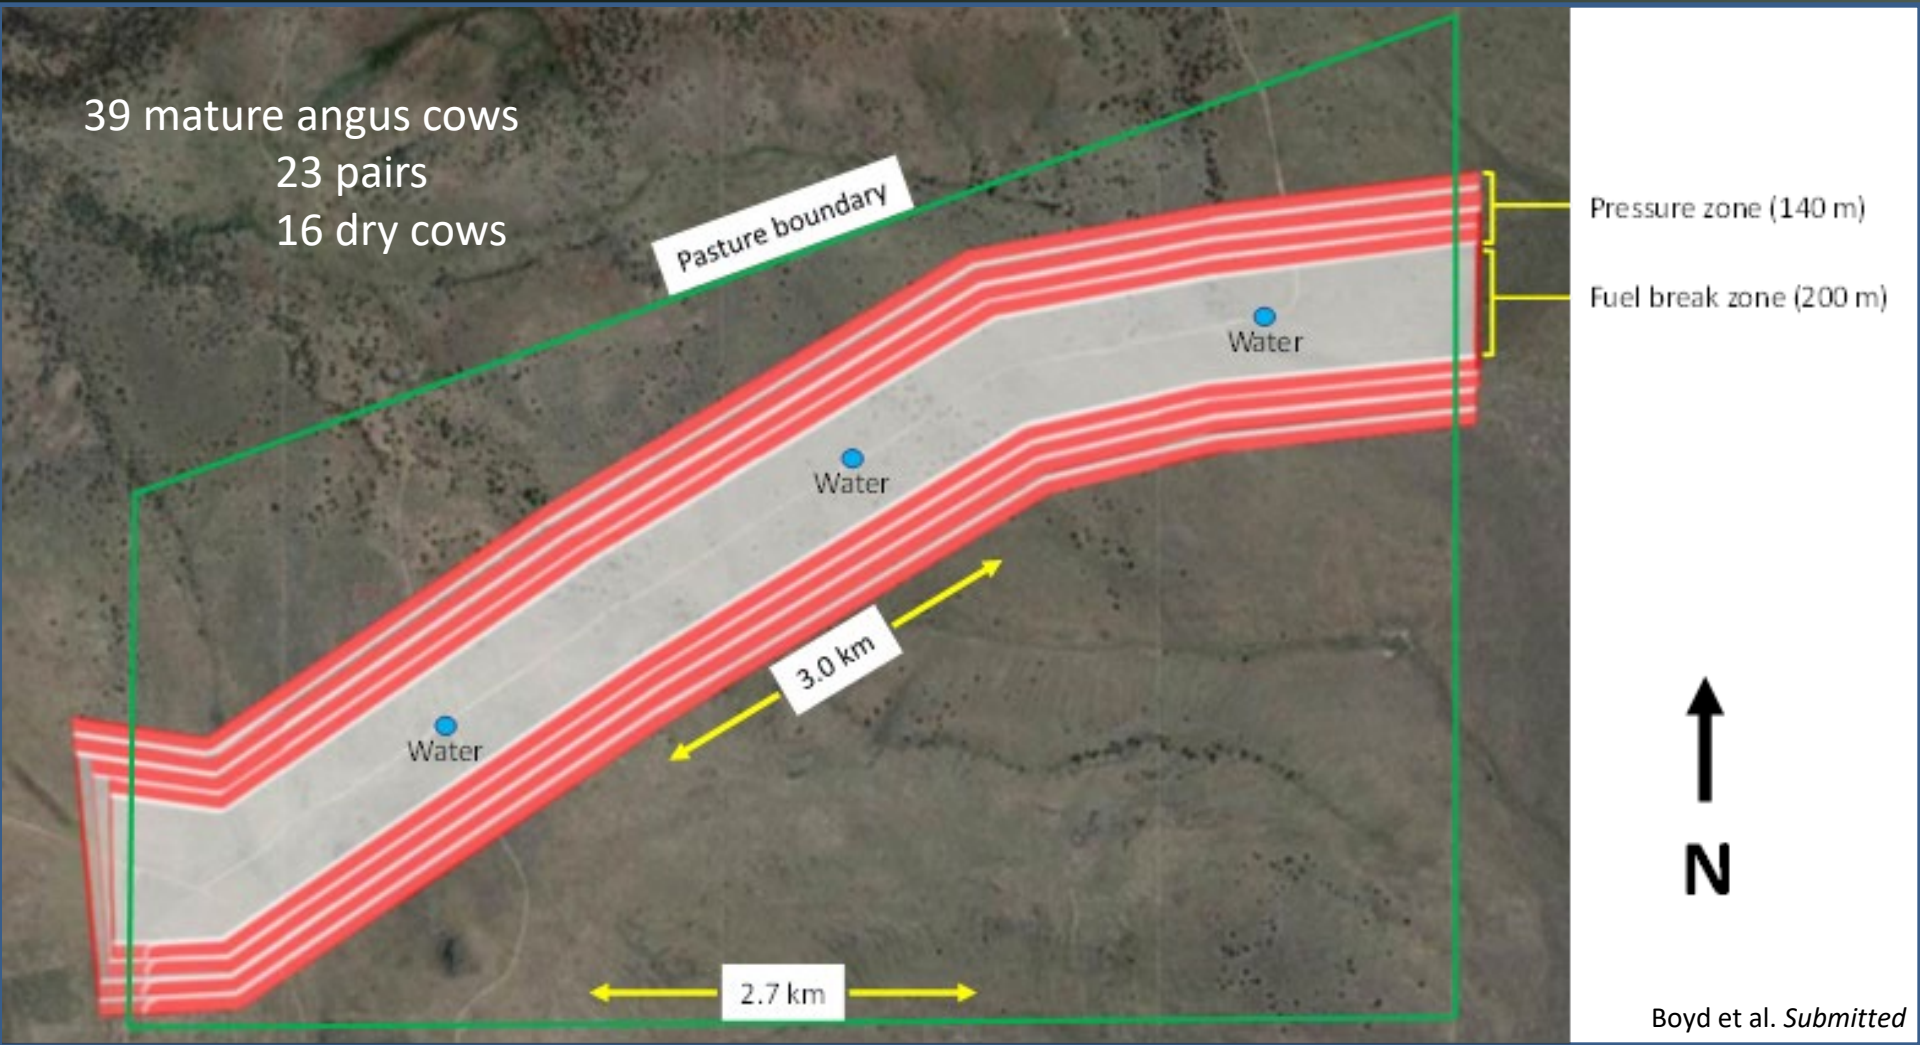 39 mature angus cows
23 pairs
16 dry cows
Pasture boundary
Pressure zone (140 m)
Fuel break zone (200 m)
Water
Water
Water
3.0 km
2.7 km
N
Boyd et al. Submitted